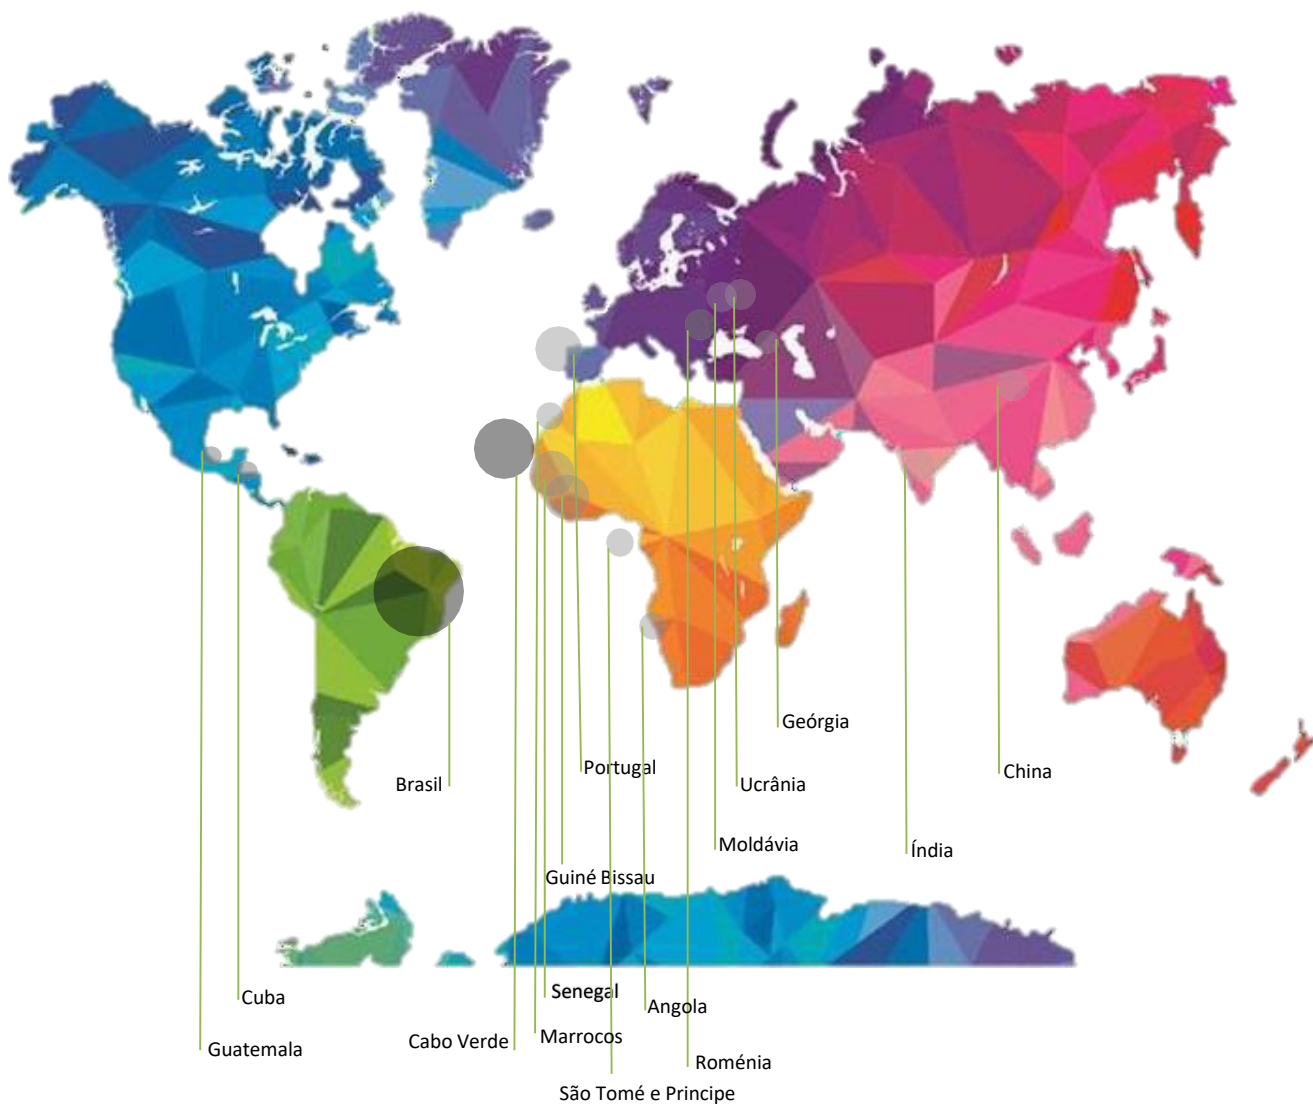 Geórgia
Portugal
China
Brasil
Ucrânia
Moldávia
Índia
Guiné Bissau
Senegal
Cuba
Angola
Marrocos
Cabo Verde
Guatemala
Roménia
São Tomé e Principe